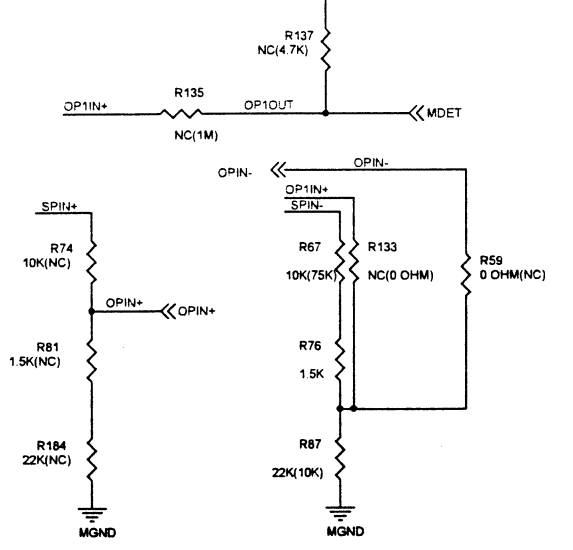 R137
NC(4.7K)
R135
OP1IN+
OP1OUT
MDET
NC(1M)
OPIN-
OPIN-
OP1IN+
SPIN+
SPIN-
R74
10K(NC)
R67
10K(75K)
R133
NC(0 OHM)
R59
0 OHM(NC)
OPIN+
OPIN+
R81
1.5K(NC)
R76
1.5K
R184
22K(NC)
R87
22K(10K)
MGND
MGND